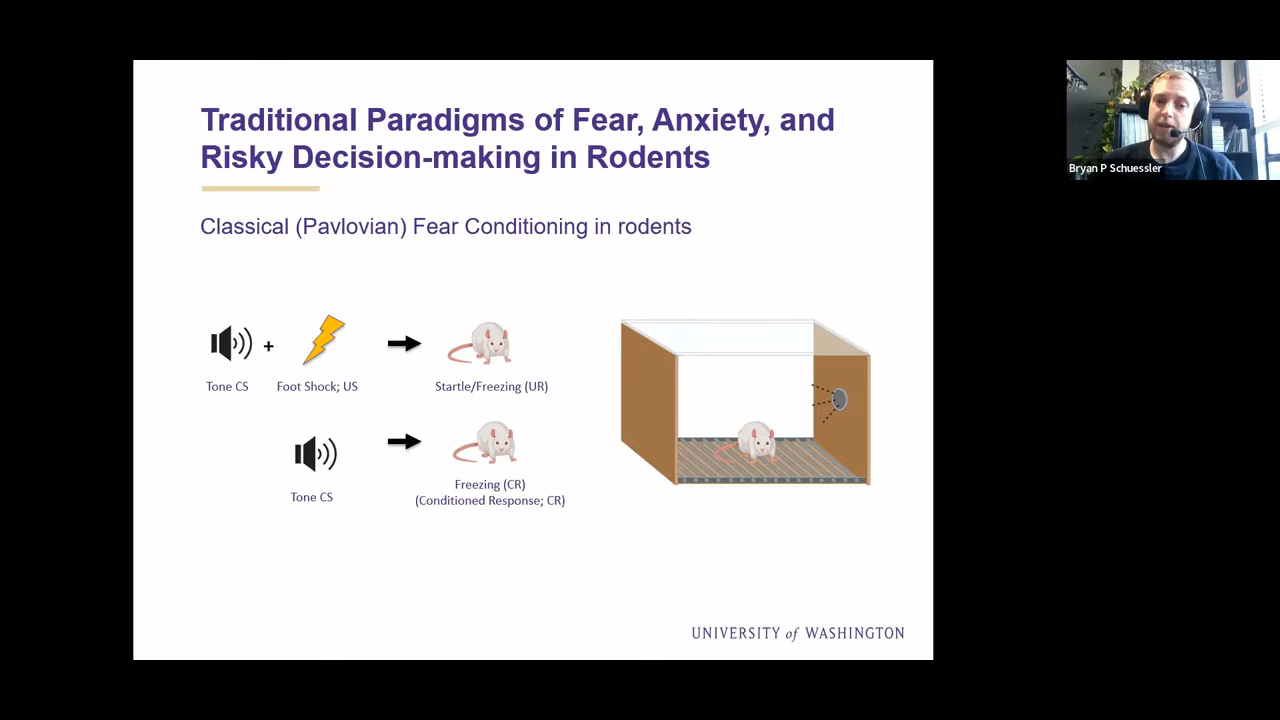 Traditional Paradigms of Fear, Anxiety, and
Risky Decision-making in Rodents
Classical (Pavlovian) Fear Conditioning in rodents
+
Tone CS
Foot Shock; US
Startle/Freezing (UR)
Tone CS
Freezing (CR)
(Conditioned Response; CR)
UNIVERSITY of WASHINGTON
Bryan P Schuessler